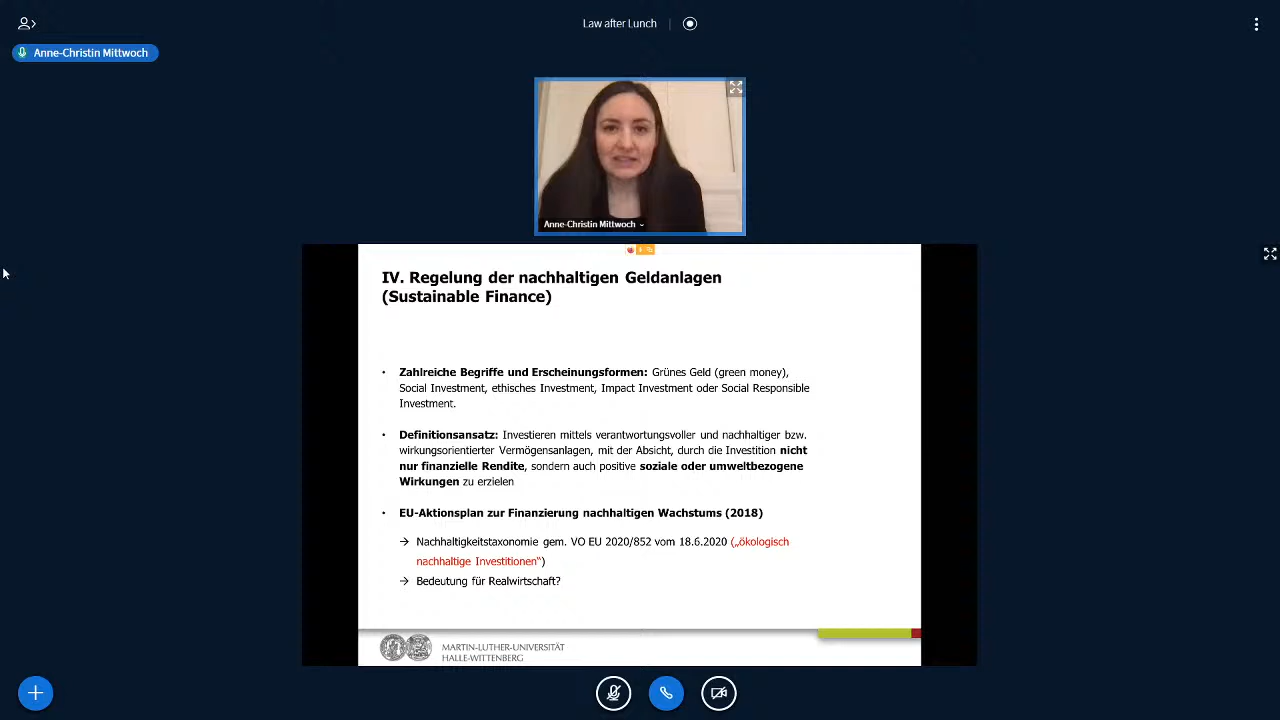 Law after Lunch
Anne-Christin Mittwoch
Anne-Christin Mittwoch
IV. Regelung der nachhaltigen Geldanlagen
(Sustainable Finance)
• Zahlreiche Begriffe und Erscheinungsformen: Grünes Geld (green money),
Social Investment, ethisches Investment, Impact Investment oder Social Responsible
Investment.
• Definitionsansatz: Investieren mittels verantwortungsvoller und nachhaltiger bzw.
wirkungsorientierter Vermögensanlagen, mit der Absicht, durch die Investition nicht
nur finanzielle Rendite, sondern auch positive soziale oder umweltbezogene
Wirkungen zu erzielen
• EU-Aktionsplan zur Finanzierung nachhaltigen Wachstums (2018)
→ Nachhaltigkeitstaxonomie gem. VO EU 2020/852 vom 18.6.2020 („ökologisch
nachhaltige Investitionen“)
→ Bedeutung für Realwirtschaft?
MARTIN-LUTHER-UNIVERSITÄT
HALLE-WITTENBERG